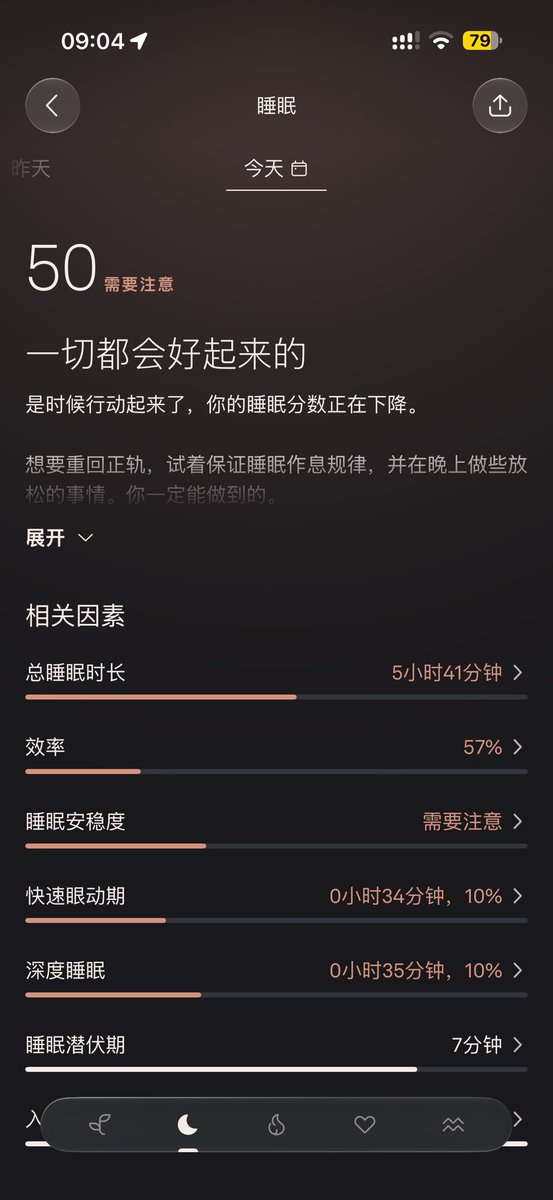 09:04
79
睡眠
昨天
今天
50 需要注意
一切都会好起来的
是时候行动起来了，你的睡眠分数正在下降。
想要重回正轨，试着保证睡眠作息规律，并在晚上做些放
松的事情。你一定能做到的。
展开
相关因素
总睡眠时长 5小时41分钟
效率 57%
睡眠安稳度 需要注意
快速眼动期 0小时34分钟，10%
深度睡眠 0小时35分钟，10%
睡眠潜伏期 7分钟
入